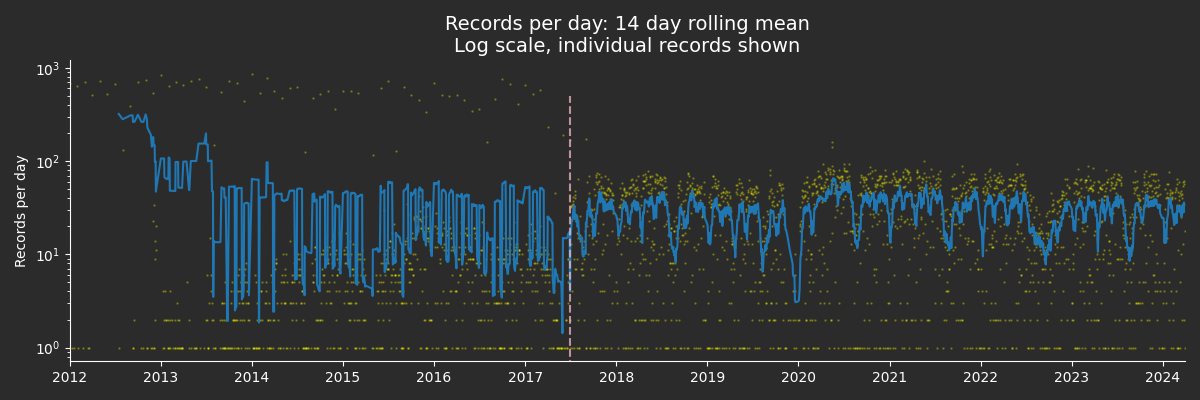 Records per day: 14 day rolling mean
Log scale, individual records shown
Records per day
10³
10²
10¹
10⁰
2012 2013 2014 2015 2016 2017 2018 2019 2020 2021 2022 2023 2024